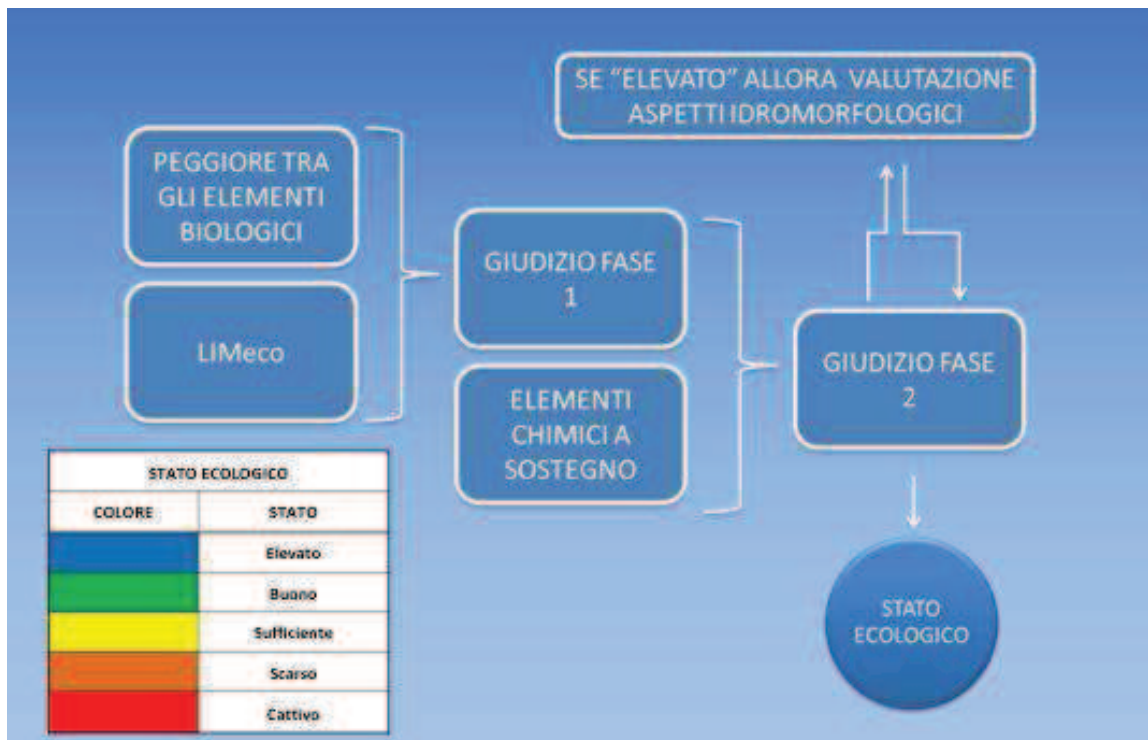 SE "ELEVATO" ALLORA VALUTAZIONE
ASPETTI IDROMORFOLOGICI
PEGGIORE TRA
GLI ELEMENTI
BIOLOGICI
LIMeco
GIUDIZIO FASE
1
ELEMENTI
CHIMICI A
SOSTEGNO
GIUDIZIO FASE
2
STATO
ECOLOGICO
STATO ECOLOGICO
COLORE STATO
Elevato
Buono
Sufficiente
Scarso
Cattivo